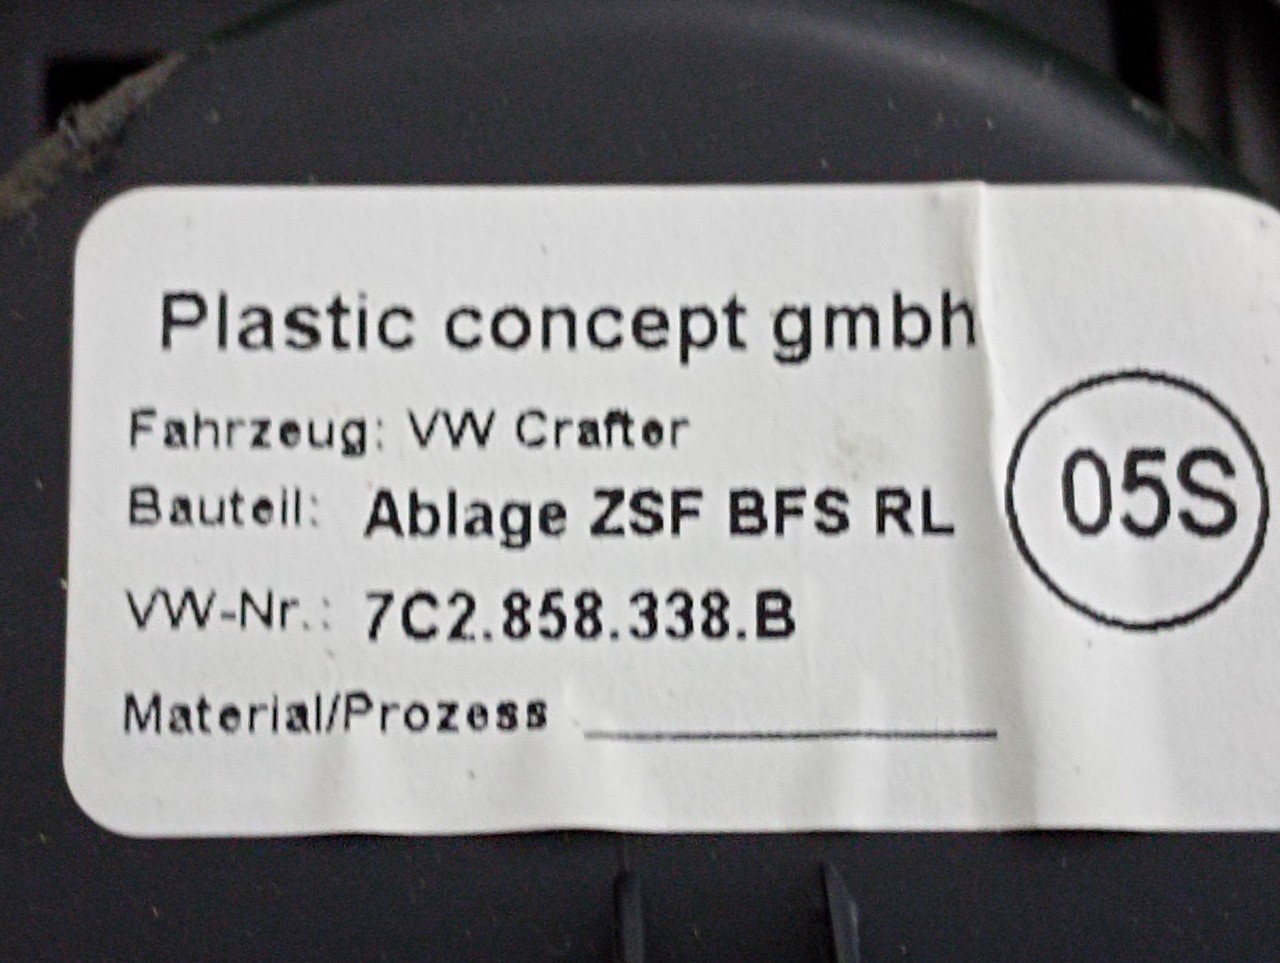 Plastic concept gmbh
Fahrzeug: VW Crafter
Bauteil: Ablage ZSF BFS RL
05S
VW-Nr.: 7C2.858.338.B
Material/Prozess